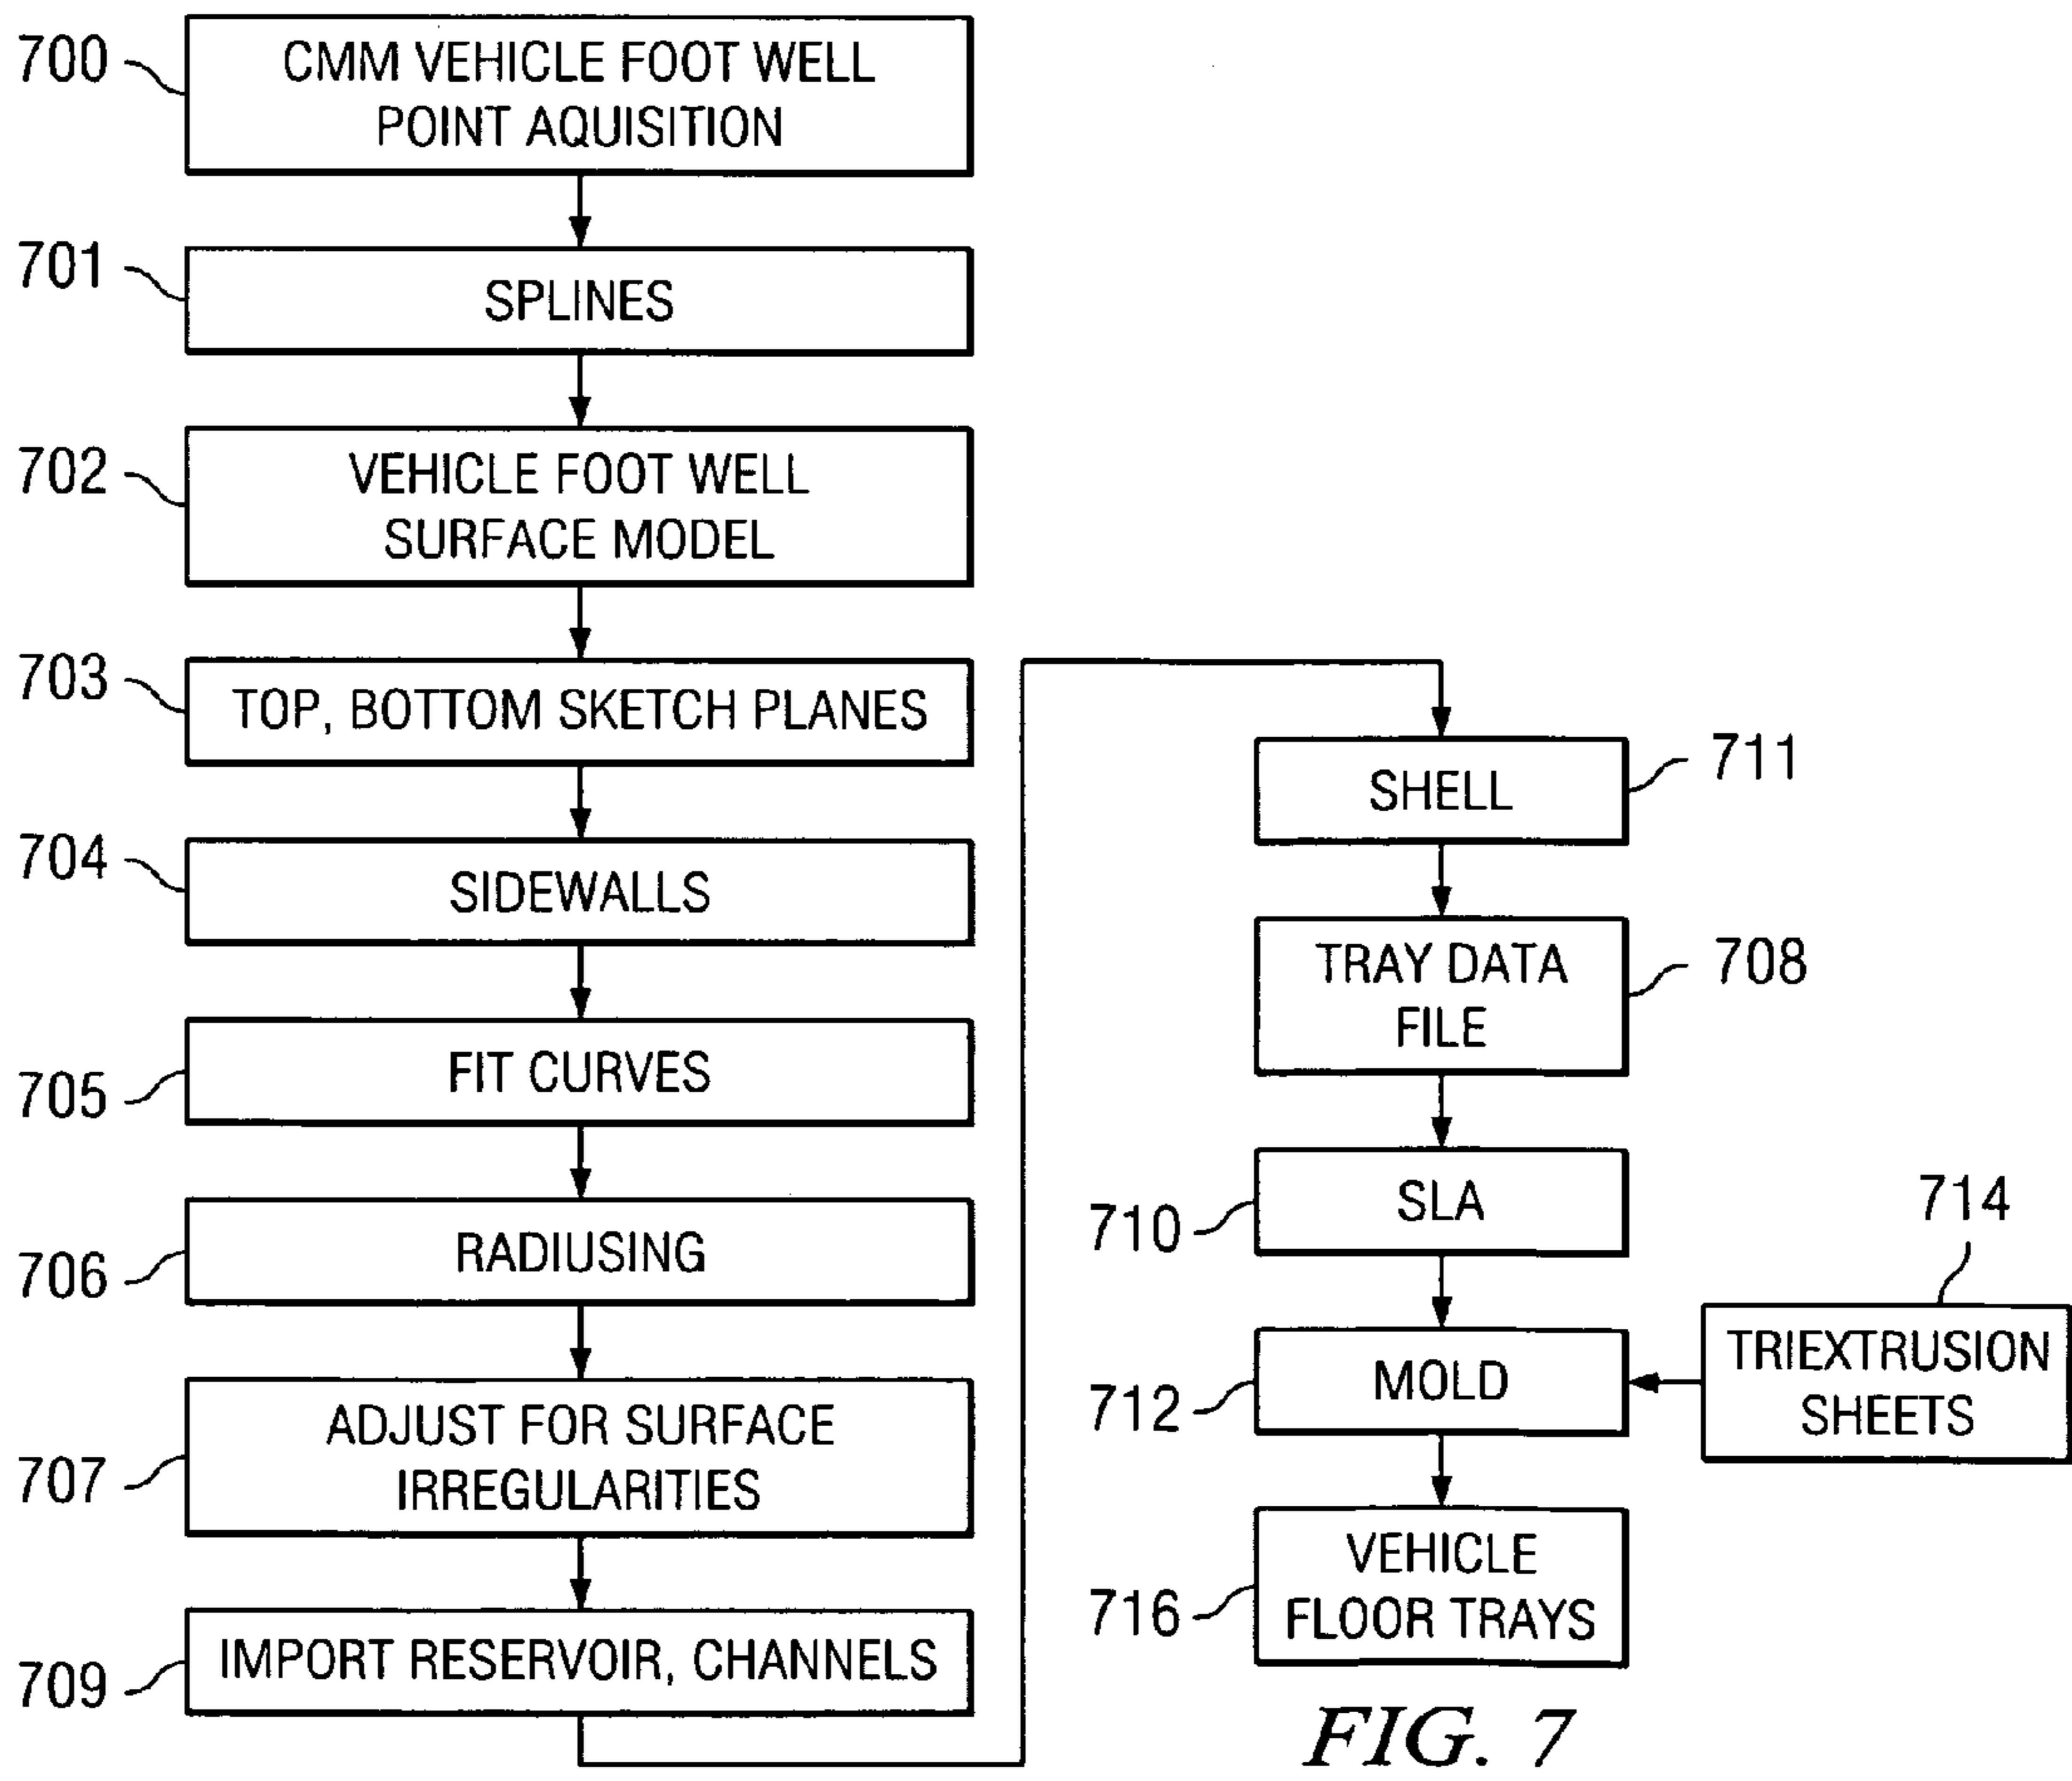 700
CMM VEHICLE FOOT WELL
POINT AQUISITION
701
SPLINES
702
VEHICLE FOOT WELL
SURFACE MODEL
703
TOP, BOTTOM SKETCH PLANES
704
SIDEWALLS
705
FIT CURVES
706
RADIUSING
707
ADJUST FOR SURFACE
IRREGULARITIES
709
IMPORT RESERVOIR, CHANNELS
711
SHELL
708
TRAY DATA
FILE
710
SLA
714
TRIEXTRUSION
SHEETS
712
MOLD
716
VEHICLE
FLOOR TRAYS
FIG. 7